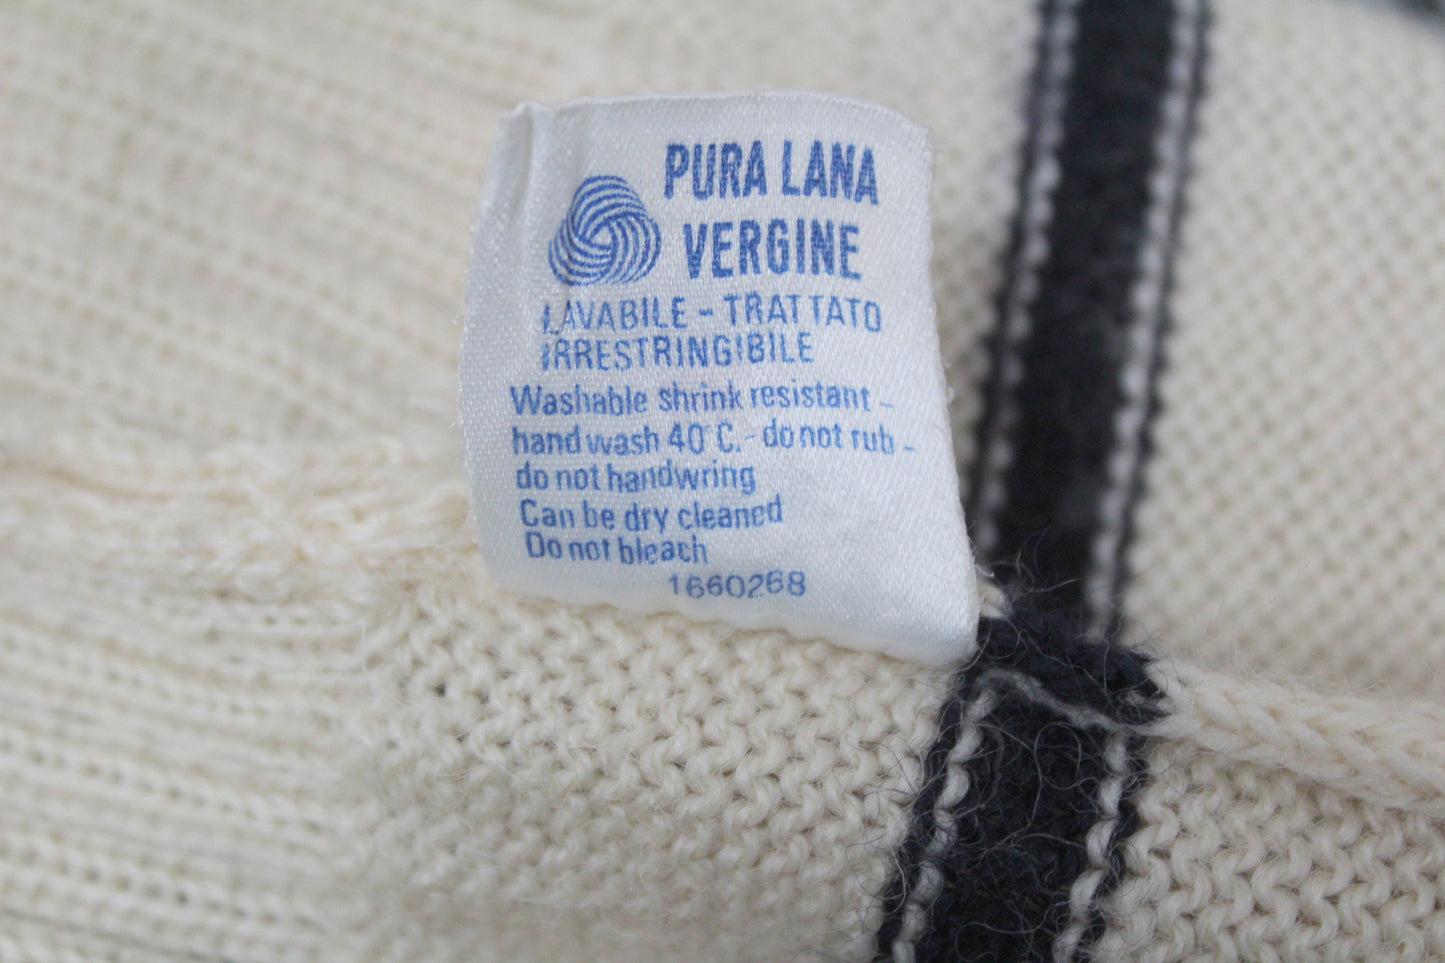 PURA LANA
VERGINE
LAVABILE - TRATTATO
IRRESTRINGIBILE
Washable shrink resistant -
hand wash 40°C. - do not rub -
do not handwring
Can be dry cleaned
Do not bleach
1660268